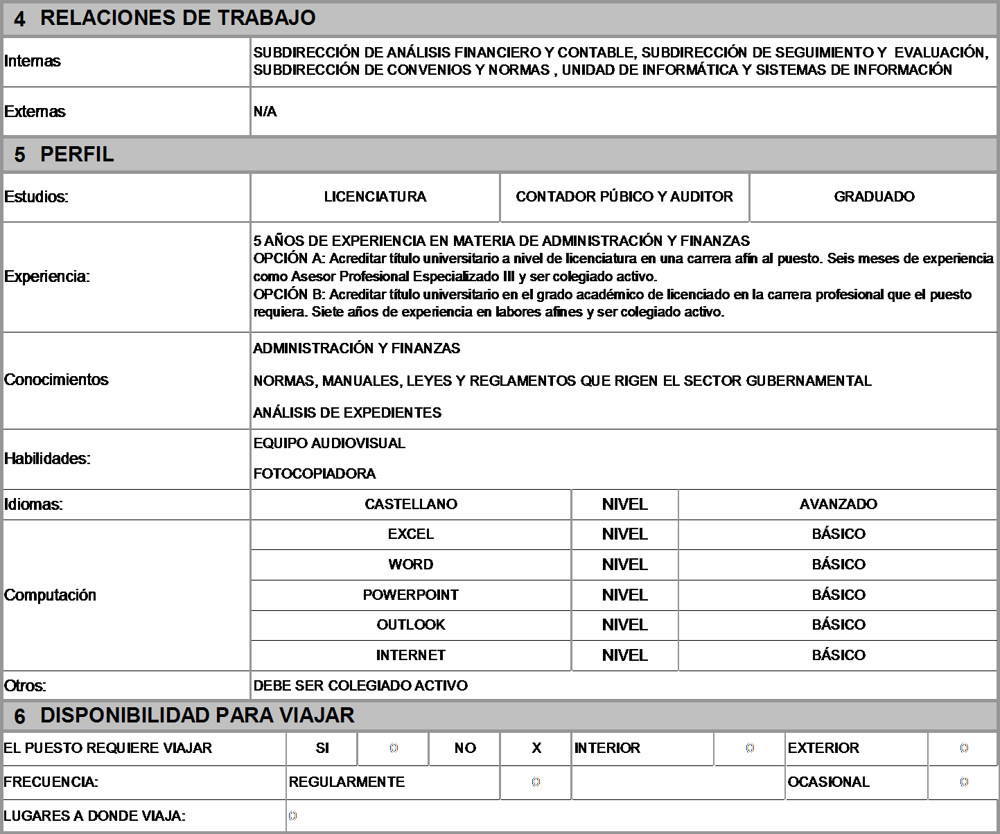 4 RELACIONES DE TRABAJO
Internas
SUBDIRECCIÓN DE ANÁLISIS FINANCIERO Y CONTABLE, SUBDIRECCIÓN DE SEGUIMIENTO Y EVALUACIÓN,
SUBDIRECCIÓN DE CONVENIOS Y NORMAS , UNIDAD DE INFORMÁTICA Y SISTEMAS DE INFORMACIÓN
Externas N/A
5 PERFIL
Estudios: LICENCIATURA CONTADOR PÚBICO Y AUDITOR GRADUADO
Experiencia:
5 AÑOS DE EXPERIENCIA EN MATERIA DE ADMINISTRACIÓN Y FINANZAS
OPCIÓN A: Acreditar título universitario a nivel de licenciatura en una carrera afín al puesto. Seis meses de experiencia
como Asesor Profesional Especializado III y ser colegiado activo.
OPCIÓN B: Acreditar título universitario en el grado académico de licenciado en la carrera profesional que el puesto
requiera. Siete años de experiencia en labores afines y ser colegiado activo.
Conocimientos
ADMINISTRACIÓN Y FINANZAS
NORMAS, MANUALES, LEYES Y REGLAMENTOS QUE RIGEN EL SECTOR GUBERNAMENTAL
ANÁLISIS DE EXPEDIENTES
Habilidades:
EQUIPO AUDIOVISUAL
FOTOCOPIADORA
Idiomas: CASTELLANO NIVEL AVANZADO
Computación
EXCEL NIVEL BÁSICO
WORD NIVEL BÁSICO
POWERPOINT NIVEL BÁSICO
OUTLOOK NIVEL BÁSICO
INTERNET NIVEL BÁSICO
Otros: DEBE SER COLEGIADO ACTIVO
6 DISPONIBILIDAD PARA VIAJAR
EL PUESTO REQUIERE VIAJAR SI 0 NO X INTERIOR 0 EXTERIOR 0
FRECUENCIA: REGULARMENTE 0 OCASIONAL 0
LUGARES A DONDE VIAJA: 0